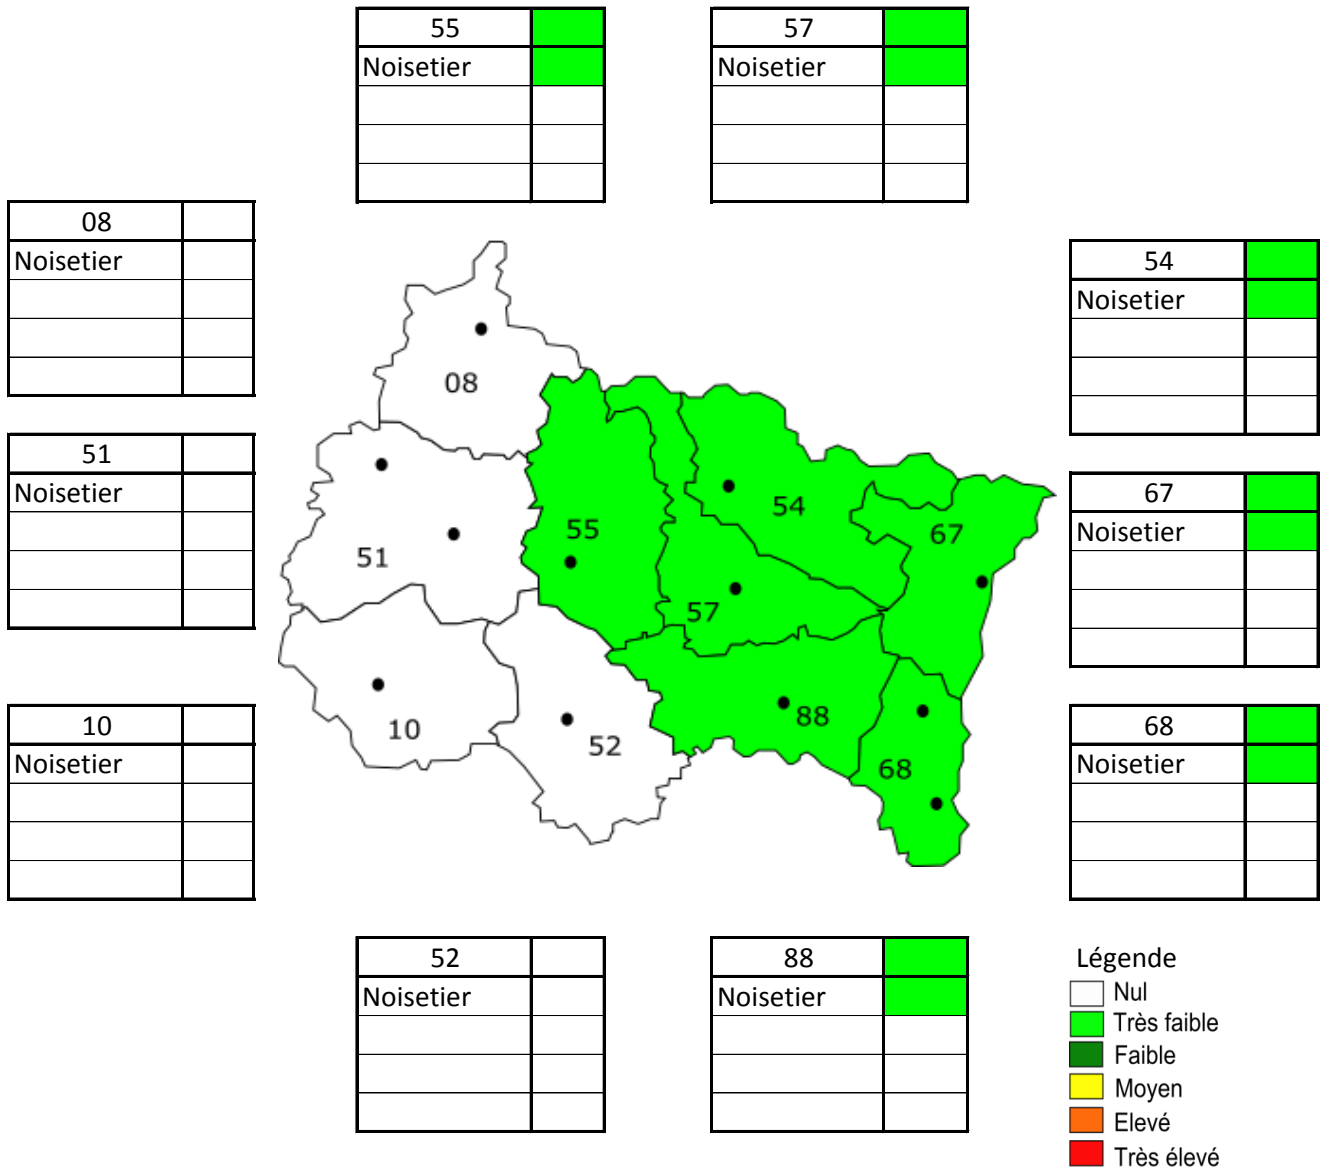 55
Noisetier
57
Noisetier
08
Noisetier
54
Noisetier
51
Noisetier
67
Noisetier
10
Noisetier
68
Noisetier
52
Noisetier
88
Noisetier
08
55
54
67
51
57
10
52
88
68
Légende
Nul
Très faible
Faible
Moyen
Elevé
Très élevé